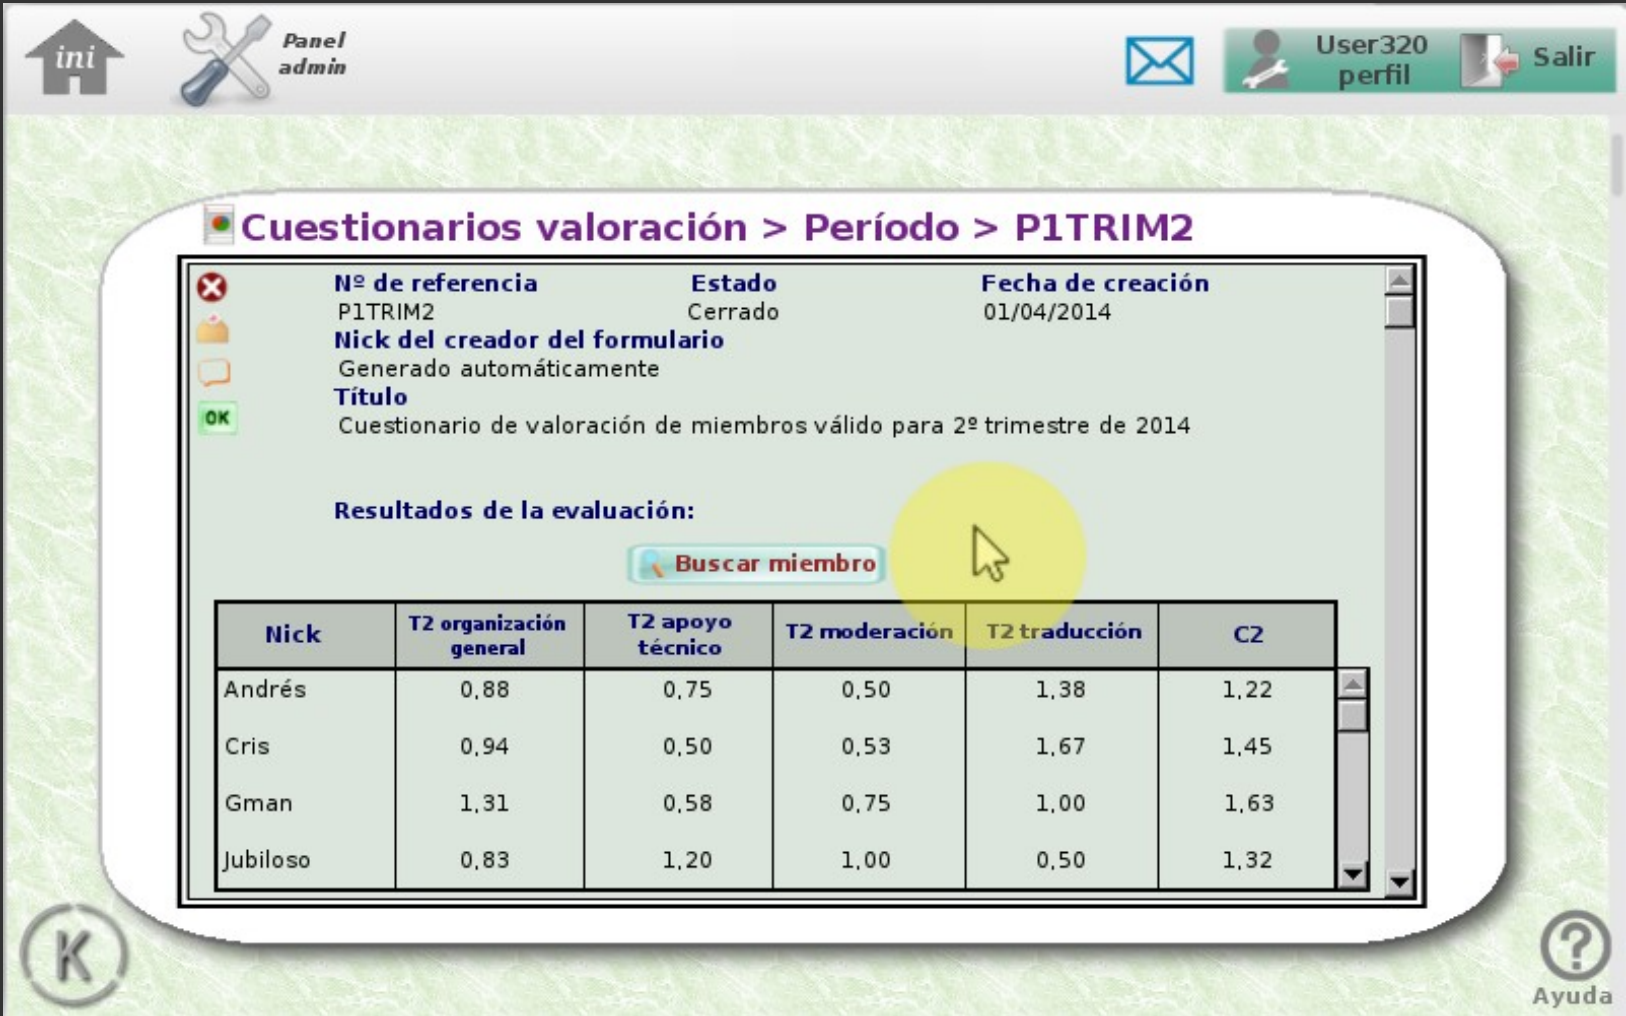 ini
Panel
admin
User320
perfil
Salir
Cuestionarios valoración > Período > P1TRIM2
Nº de referencia Estado Fecha de creación
P1TRIM2 Cerrado 01/04/2014
Nick del creador del formulario
Generado automáticamente
Título
OK
Cuestionario de valoración de miembros válido para 2º trimestre de 2014
Resultados de la evaluación:
Buscar miembro
Nick T2 organización general T2 apoyo técnico T2 moderación T2 traducción C2
Andrés 0,88 0,75 0,50 1,38 1,22
Cris 0,94 0,50 0,53 1,67 1,45
Gman 1,31 0,58 0,75 1,00 1,63
Jubiloso 0,83 1,20 1,00 0,50 1,32
K
?
Ayuda